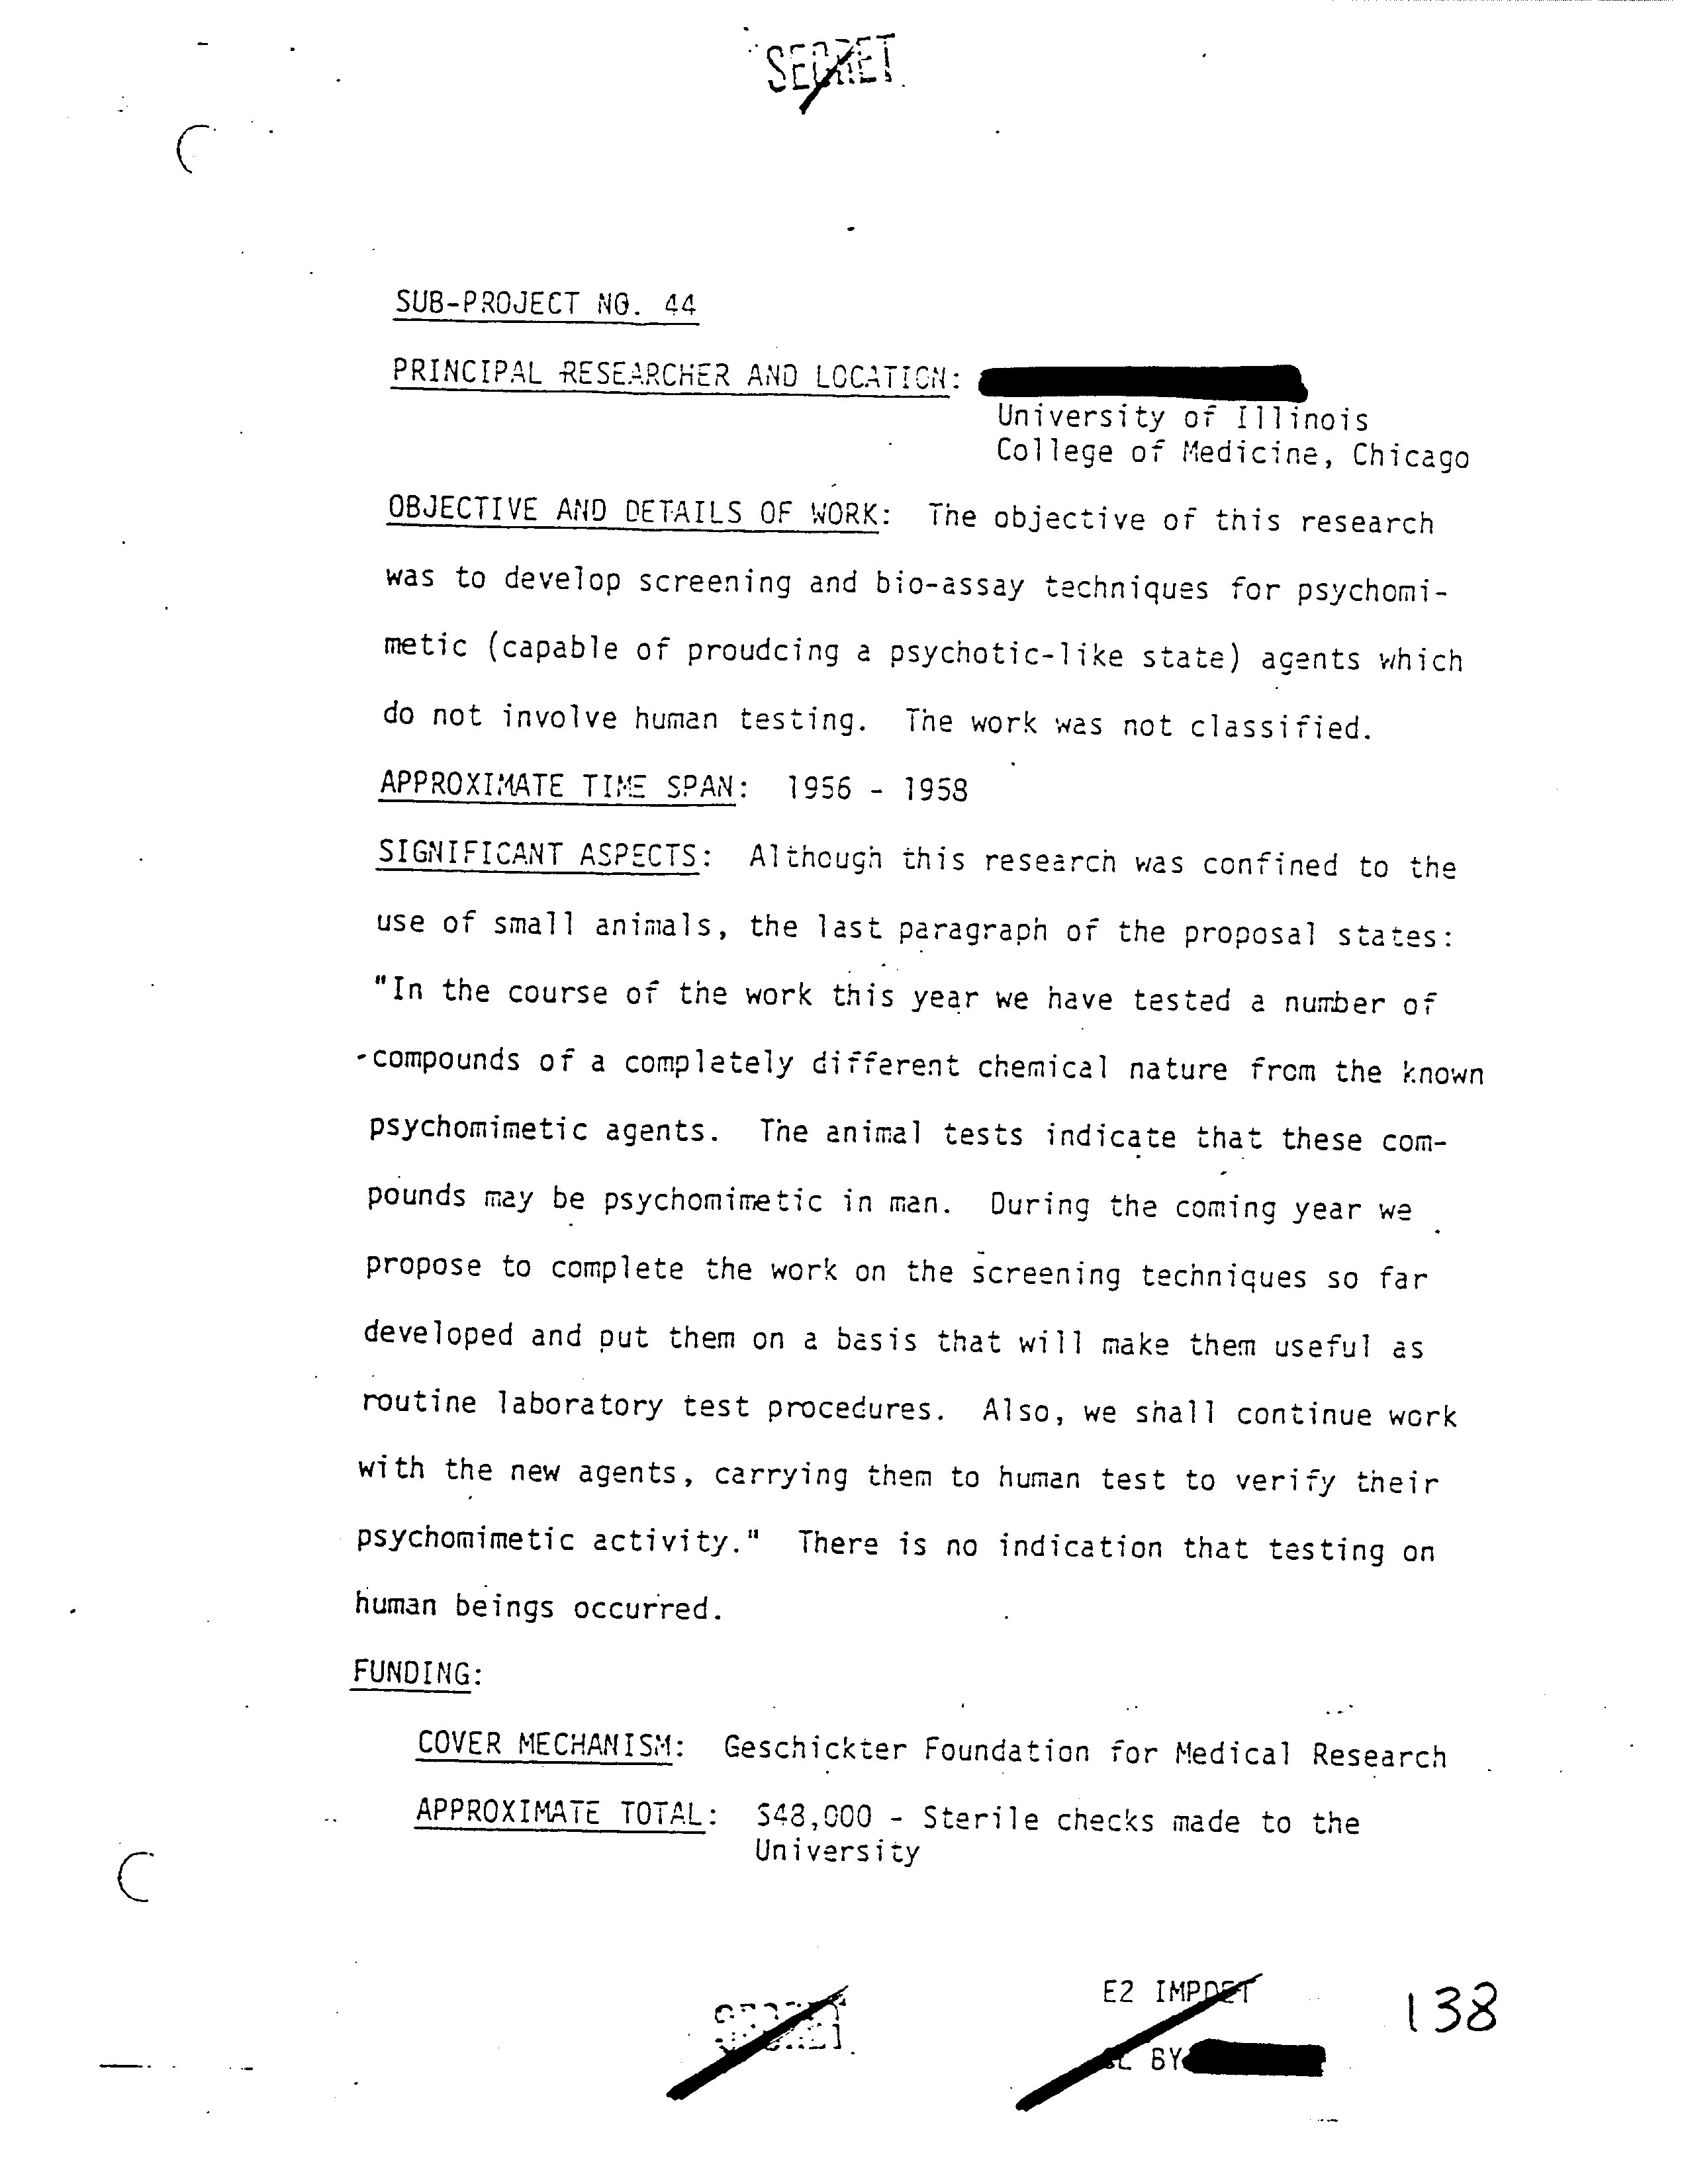 SECRET
SUB-PROJECT NO. 44
PRINCIPAL RESEARCHER AND LOCATION:
University of Illinois
College of Medicine, Chicago
OBJECTIVE AND DETAILS OF WORK: The objective of this research
was to develop screening and bio-assay techniques for psychomi-
metic (capable of proudcing a psychotic-like state) agents which
do not involve human testing. The work was not classified.
APPROXIMATE TIME SPAN: 1956 - 1958
SIGNIFICANT ASPECTS: Although this research was confined to the
use of small animals, the last paragraph of the proposal states:
"In the course of the work this year we have tested a number of
compounds of a completely different chemical nature from the known
psychomimetic agents. The animal tests indicate that these com-
pounds may be psychomimetic in man. During the coming year we
propose to complete the work on the screening techniques so far
developed and put them on a basis that will make them useful as
routine laboratory test procedures. Also, we shall continue work
with the new agents, carrying them to human test to verify their
psychomimetic activity." There is no indication that testing on
human beings occurred.
FUNDING:
COVER MECHANISM: Geschickter Foundation for Medical Research
APPROXIMATE TOTAL: $48,000 - Sterile checks made to the
University
SECRET
E2 IMPDET
BY
138